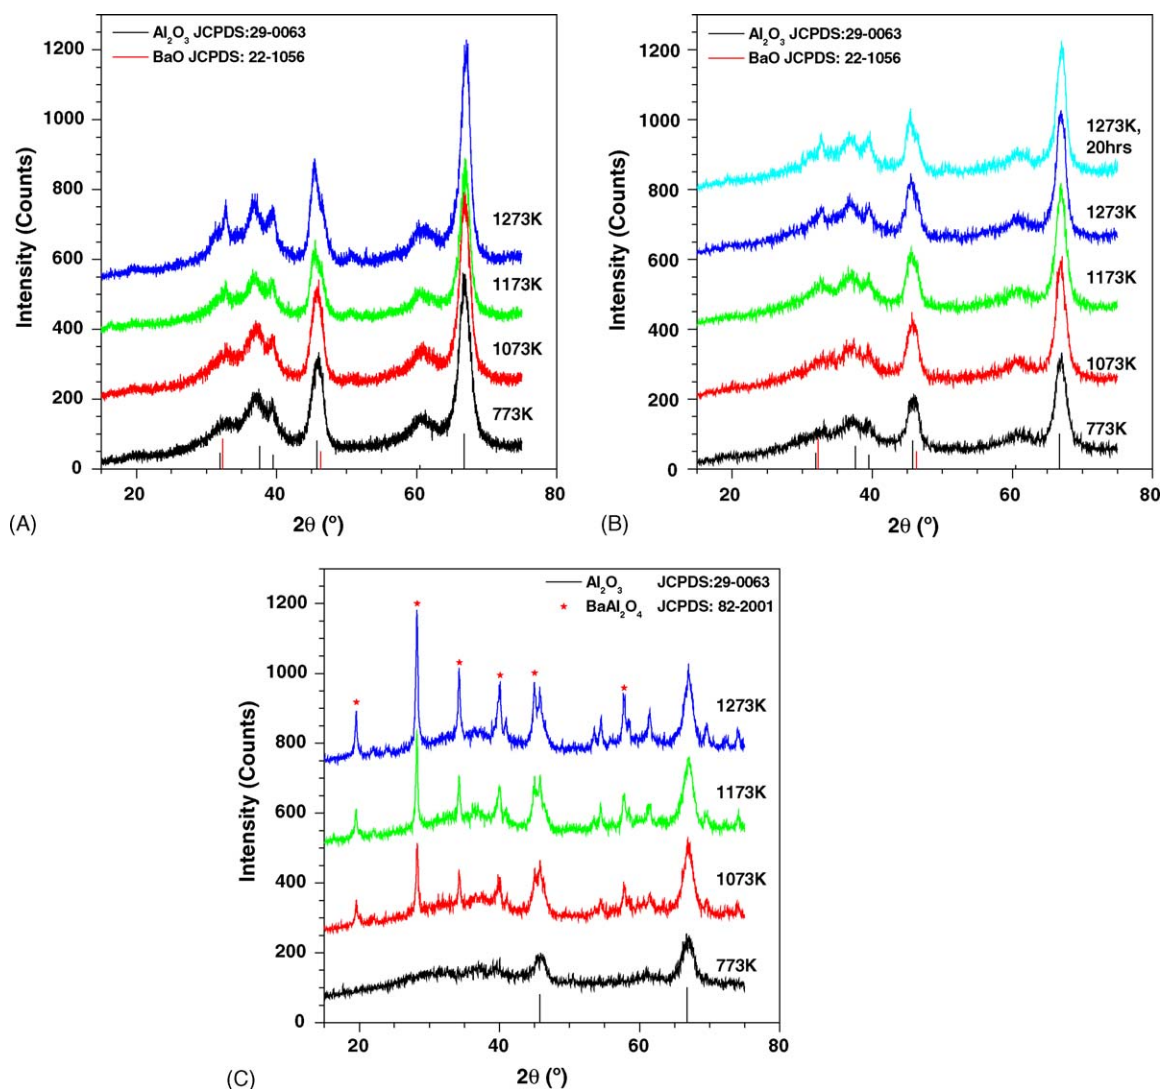 Al₂O₃ JCPDS:29-0063
BaO JCPDS: 22-1056
1200
1000
800
600
400
200
0
Intensity (Counts)
1273K
1173K
1073K
773K
20
40
60
80
2θ (°)
(A)
Al₂O₃ JCPDS:29-0063
BaO JCPDS: 22-1056
1200
1000
800
600
400
200
0
Intensity (Counts)
1273K,
20hrs
1273K
1173K
1073K
773K
20
40
60
80
2θ (°)
(B)
Al₂O₃ JCPDS:29-0063
BaAl₂O₄ JCPDS: 82-2001
1200
1000
800
600
400
200
0
Intensity (Counts)
1273K
1173K
1073K
773K
20
40
60
80
2θ (°)
(C)